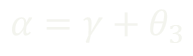 α = γ + θ₃